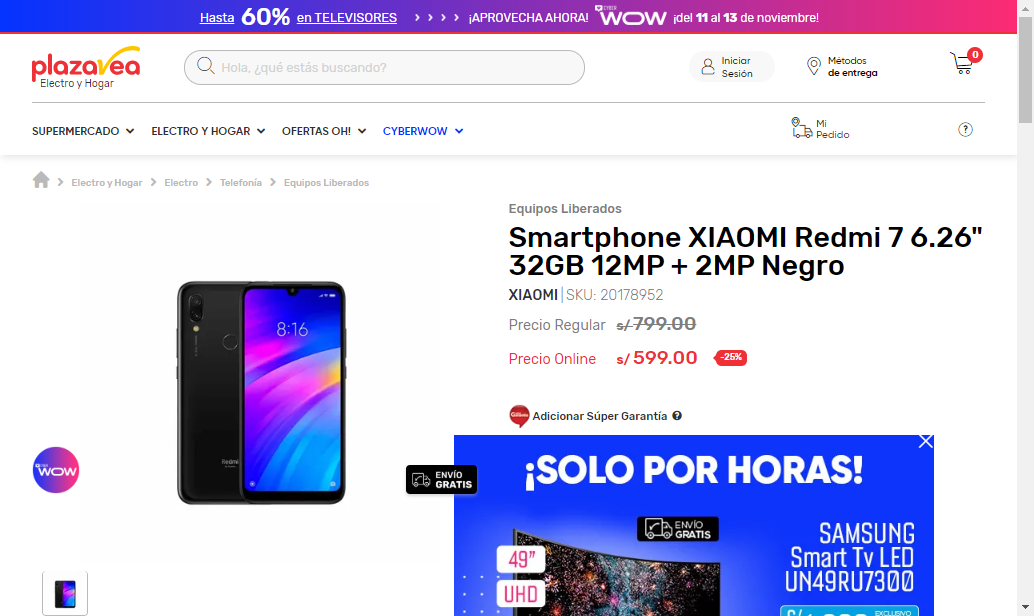 Hasta 60% en TELEVISORES › › › › ¡APROVECHA AHORA! CYBER WOW ¡del 11 al 13 de noviembre!
plazavea
Electro y Hogar
Hola, ¿qué estás buscando?
Iniciar
Sesión
Métodos
de entrega
0
SUPERMERCADO
ELECTRO Y HOGAR
OFERTAS OH!
CYBERWOW
Mi
Pedido
?
Electro y Hogar > Electro > Telefonía > Equipos Liberados
Equipos Liberados
Smartphone XIAOMI Redmi 7 6.26"
32GB 12MP + 2MP Negro
XIAOMI | SKU: 20178952
Precio Regular s/ 799.00
Precio Online s/ 599.00 -25%
Adicionar Súper Garantía ?
8:16
Redmi
WOW
ENVÍO
GRATIS
¡SOLO POR HORAS!
ENVÍO
GRATIS
SAMSUNG
Smart Tv LED
UN49RU7300
49"
UHD
EXCLUSIVO